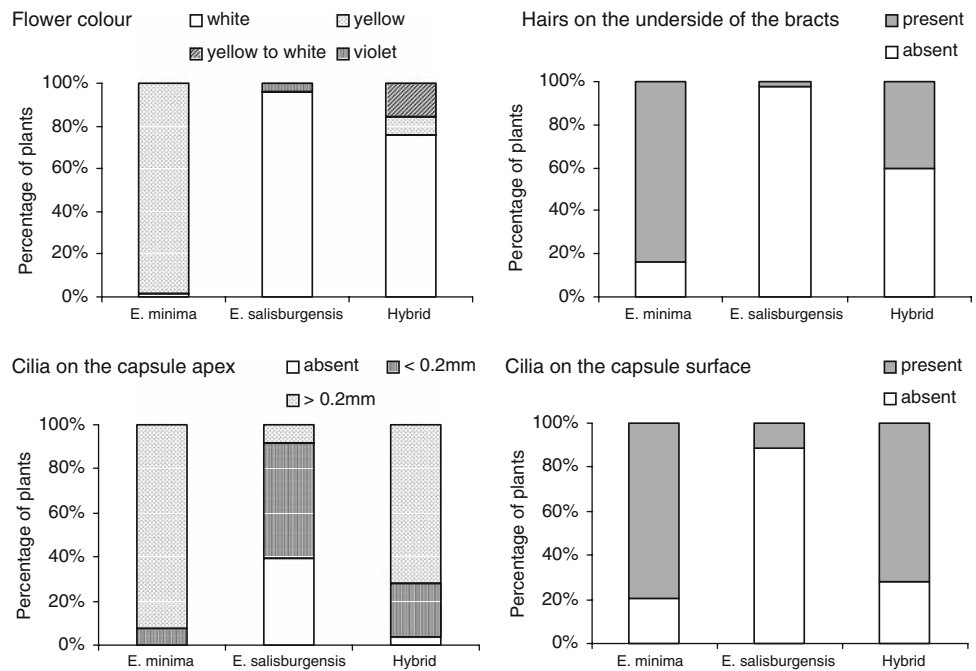 Flower colour
white
yellow
yellow to white
violet
Percentage of plants
100%
80%
60%
40%
20%
0%
E. minima
E. salisburgensis
Hybrid
Hairs on the underside of the bracts
present
absent
Percentage of plants
100%
80%
60%
40%
20%
0%
E. minima
E. salisburgensis
Hybrid
Cilia on the capsule apex
absent
< 0.2mm
> 0.2mm
Percentage of plants
100%
80%
60%
40%
20%
0%
E. minima
E. salisburgensis
Hybrid
Cilia on the capsule surface
present
absent
Percentage of plants
100%
80%
60%
40%
20%
0%
E. minima
E. salisburgensis
Hybrid